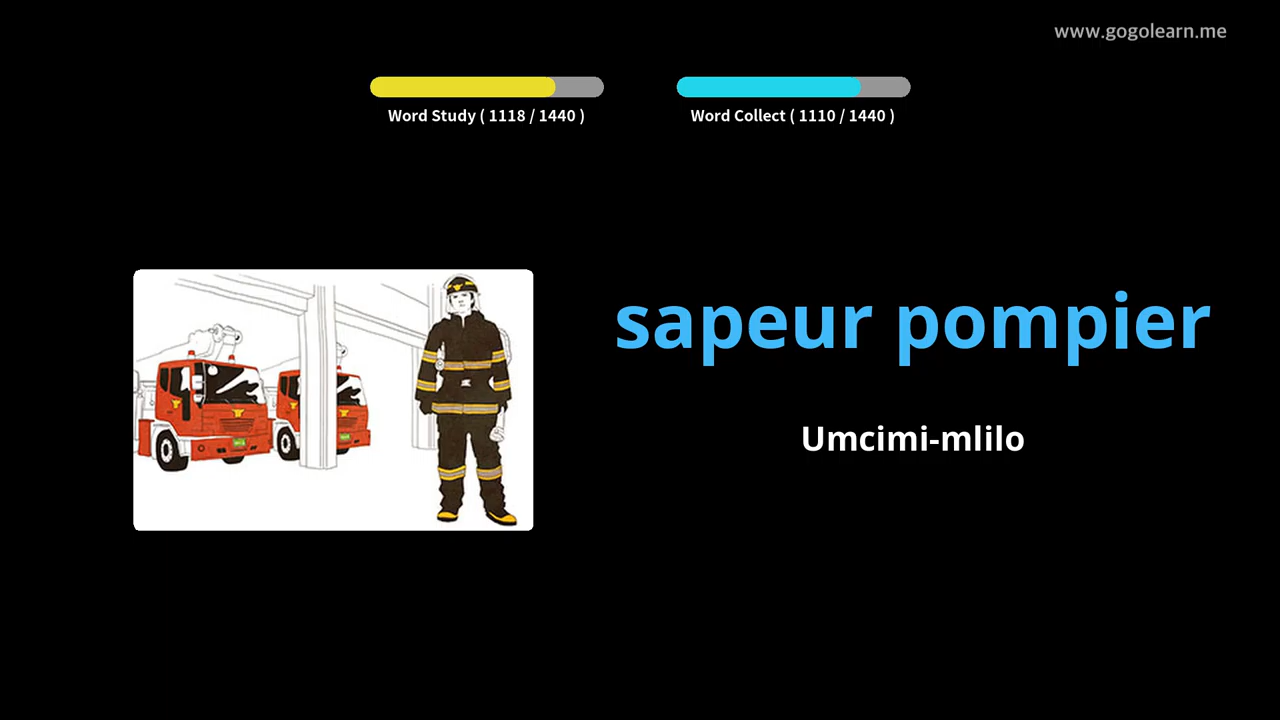 www.gogolearn.me
Word Study ( 1118 / 1440 )
Word Collect ( 1110 / 1440 )
sapeur pompier
Umcimi-mlilo